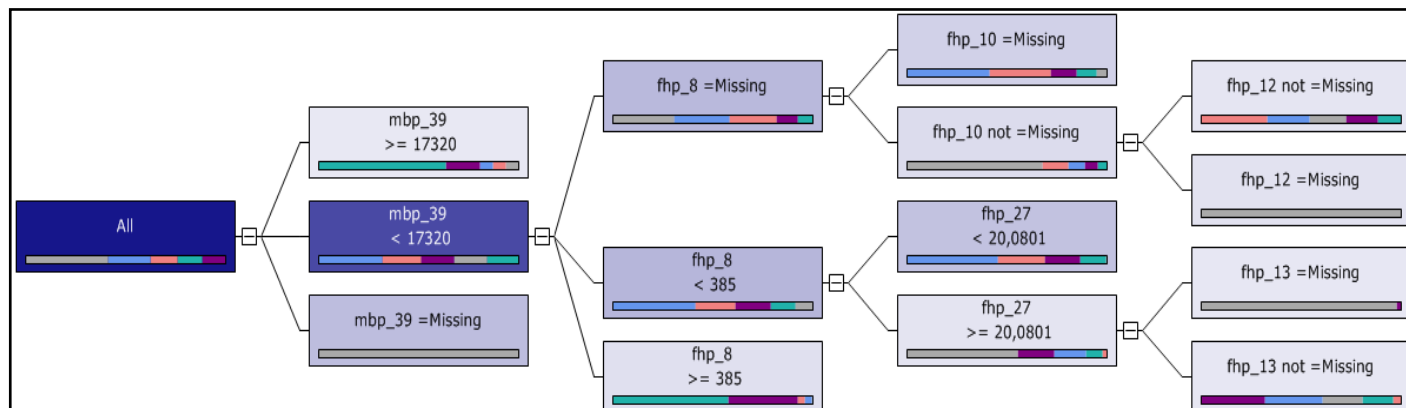 All
mbp_39
>= 17320
mbp_39
< 17320
mbp_39 =Missing
fhp_8 =Missing
fhp_8
< 385
fhp_8
>= 385
fhp_10 =Missing
fhp_10 not =Missing
fhp_27
< 20,0801
fhp_27
>= 20,0801
fhp_12 not =Missing
fhp_12 =Missing
fhp_13 =Missing
fhp_13 not =Missing